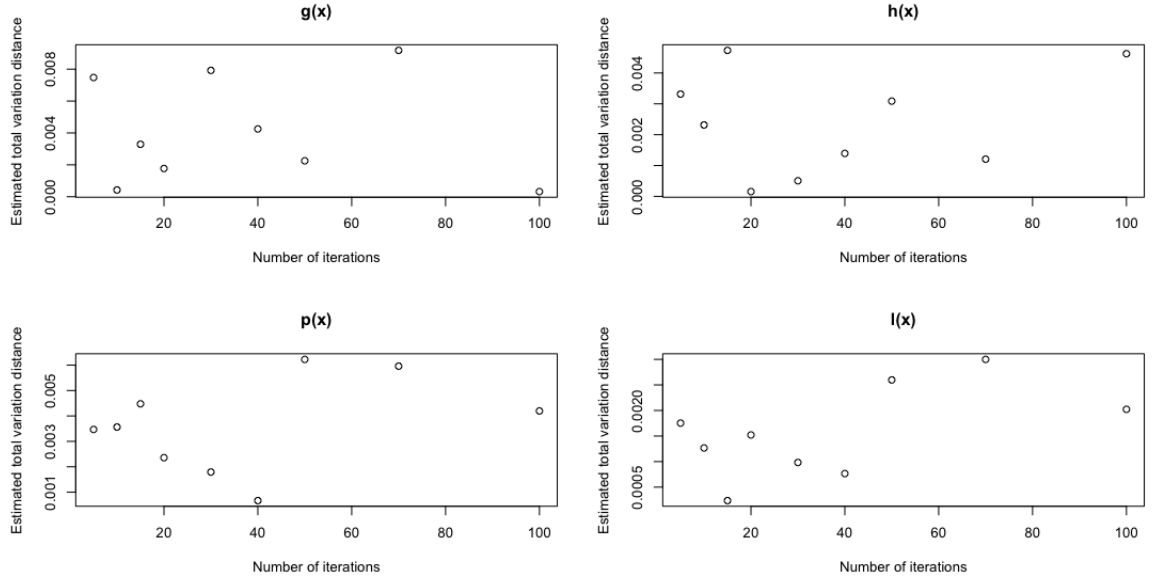 g(x)
Estimated total variation distance
0.008
0.004
0.000
20 40 60 80 100
Number of iterations
h(x)
Estimated total variation distance
0.004
0.002
0.000
20 40 60 80 100
Number of iterations
p(x)
Estimated total variation distance
0.005
0.003
0.001
20 40 60 80 100
Number of iterations
l(x)
Estimated total variation distance
0.0020
0.0005
20 40 60 80 100
Number of iterations